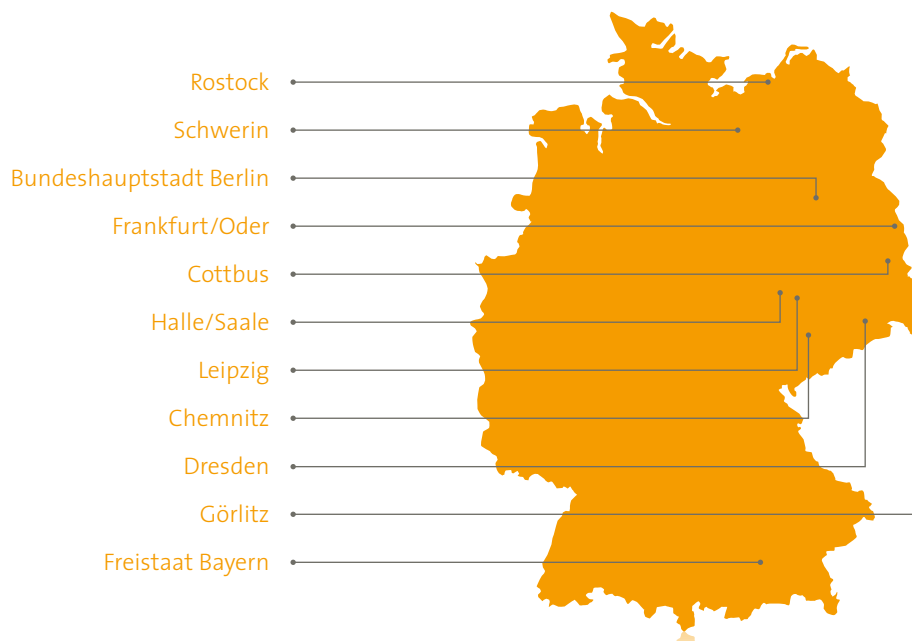 Rostock
Schwerin
Bundeshauptstadt Berlin
Frankfurt/Oder
Cottbus
Halle/Saale
Leipzig
Chemnitz
Dresden
Görlitz
Freistaat Bayern